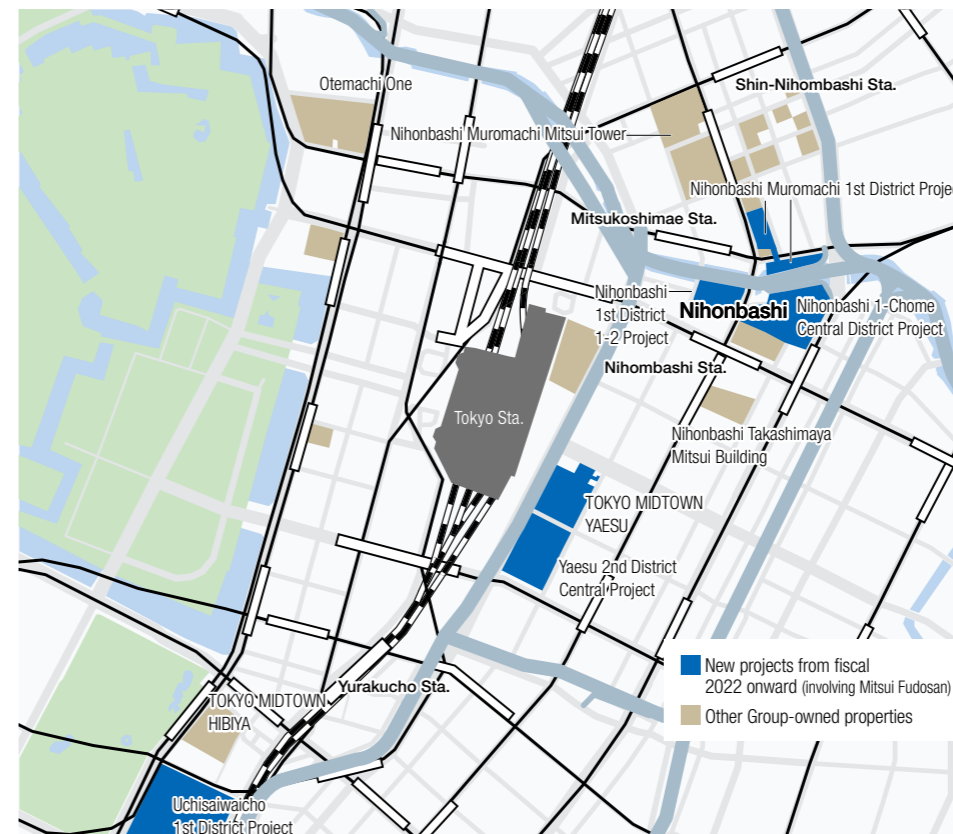 Otemachi One
Shin-Nihombashi Sta.
Nihonbashi Muromachi Mitsui Tower
Nihonbashi Muromachi 1st District Projec
Mitsukoshimae Sta.
Nihonbashi
1st District
1-2 Project
Nihonbashi
Nihonbashi 1-Chome
Central District Project
Nihombashi Sta.
Tokyo Sta.
Nihonbashi Takashimaya
Mitsui Building
TOKYO MIDTOWN
YAESU
Yaesu 2nd District
Central Project
New projects from fiscal
2022 onward (involving Mitsui Fudosan)
Other Group-owned properties
Yurakucho Sta.
TOKYO MIDTOWN
HIBIYA
Uchisaiwaicho
1st District Project